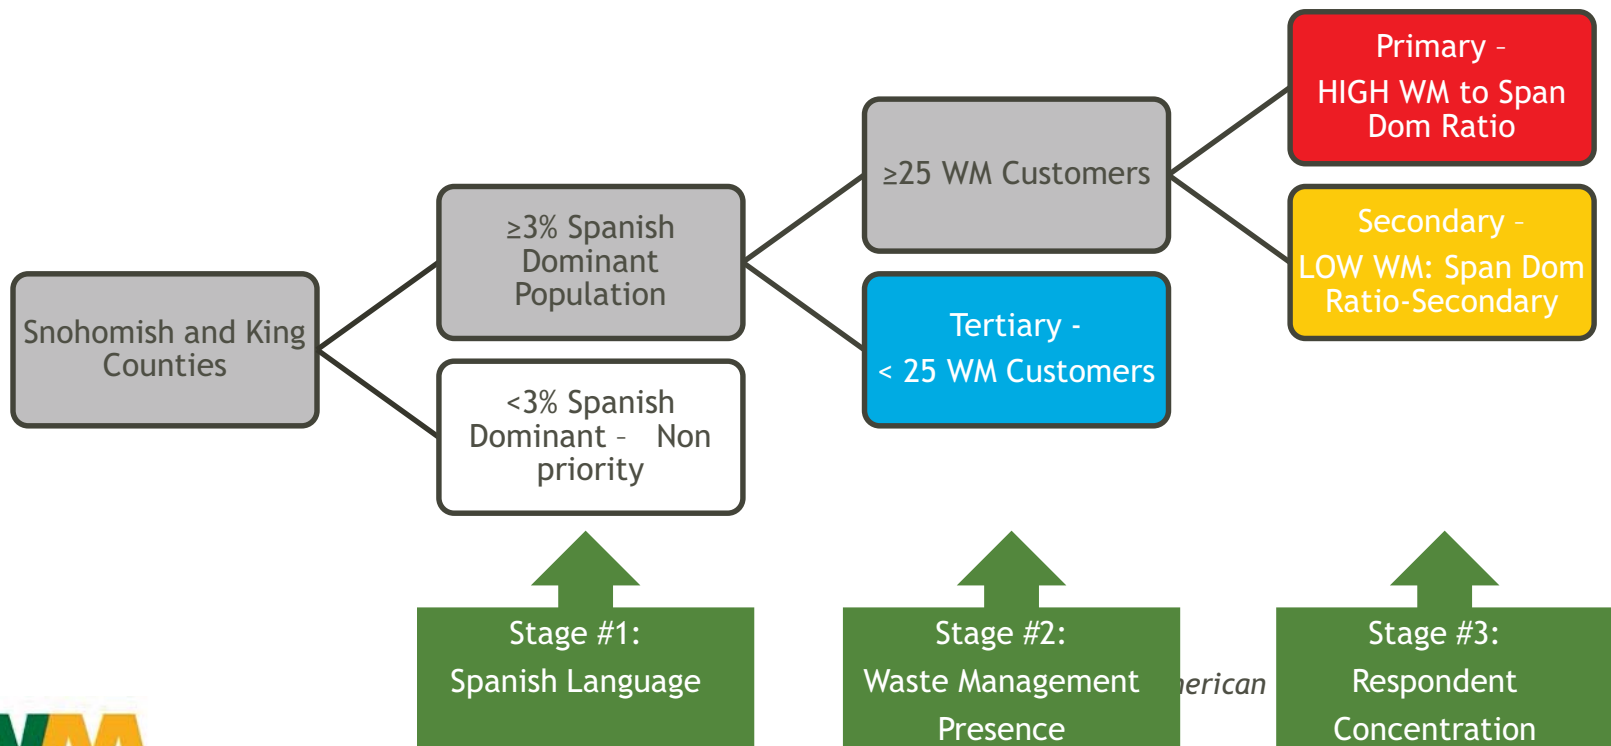 Primary –
HIGH WM to Span
Dom Ratio
≥25 WM Customers
Secondary –
LOW WM: Span Dom
Ratio-Secondary
≥3% Spanish
Dominant
Population
Snohomish and King
Counties
Tertiary -
< 25 WM Customers
<3% Spanish
Dominant – Non
priority
Stage #1:
Spanish Language
Stage #2:
Waste Management
Presence
Stage #3:
Respondent
Concentration